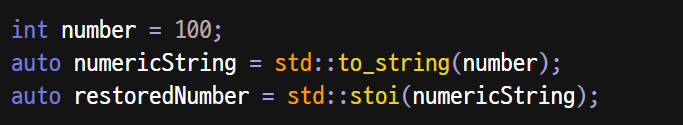 int number = 100;
auto numericString = std::to_string(number);
auto restoredNumber = std::stoi(numericString);